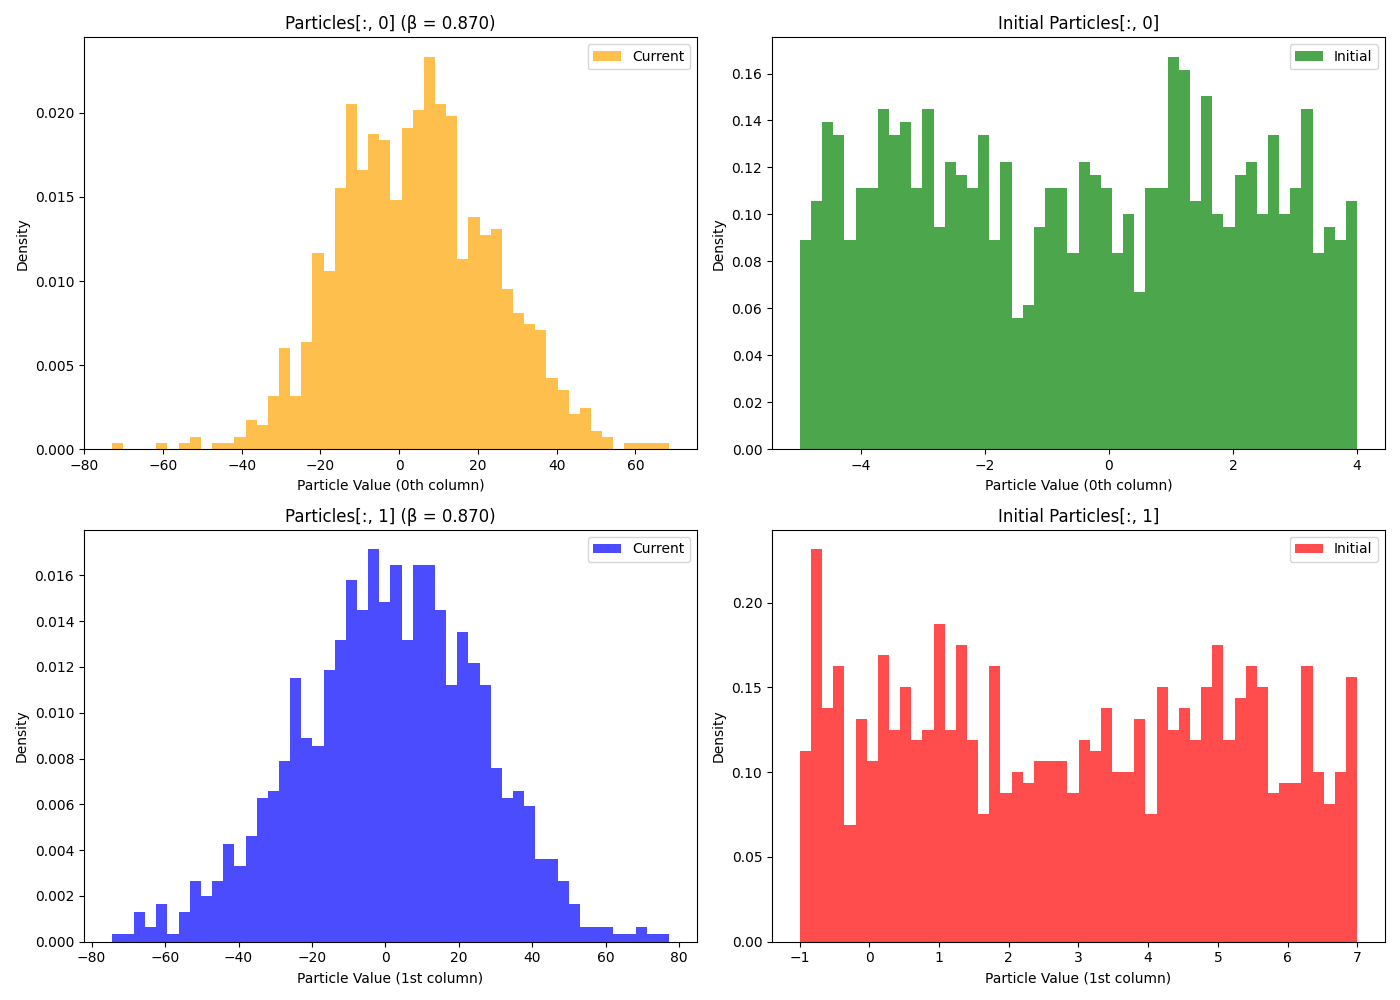 Particles[:, 0] (β = 0.870)
Current
Density
0.020
0.015
0.010
0.005
0.000
−80 −60 −40 −20 0 20 40 60
Particle Value (0th column)
Initial Particles[:, 0]
Initial
Density
0.16
0.14
0.12
0.10
0.08
0.06
0.04
0.02
0.00
−4 −2 0 2 4
Particle Value (0th column)
Particles[:, 1] (β = 0.870)
Current
Density
0.016
0.014
0.012
0.010
0.008
0.006
0.004
0.002
0.000
−80 −60 −40 −20 0 20 40 60 80
Particle Value (1st column)
Initial Particles[:, 1]
Initial
Density
0.20
0.15
0.10
0.05
0.00
−1 0 1 2 3 4 5 6 7
Particle Value (1st column)